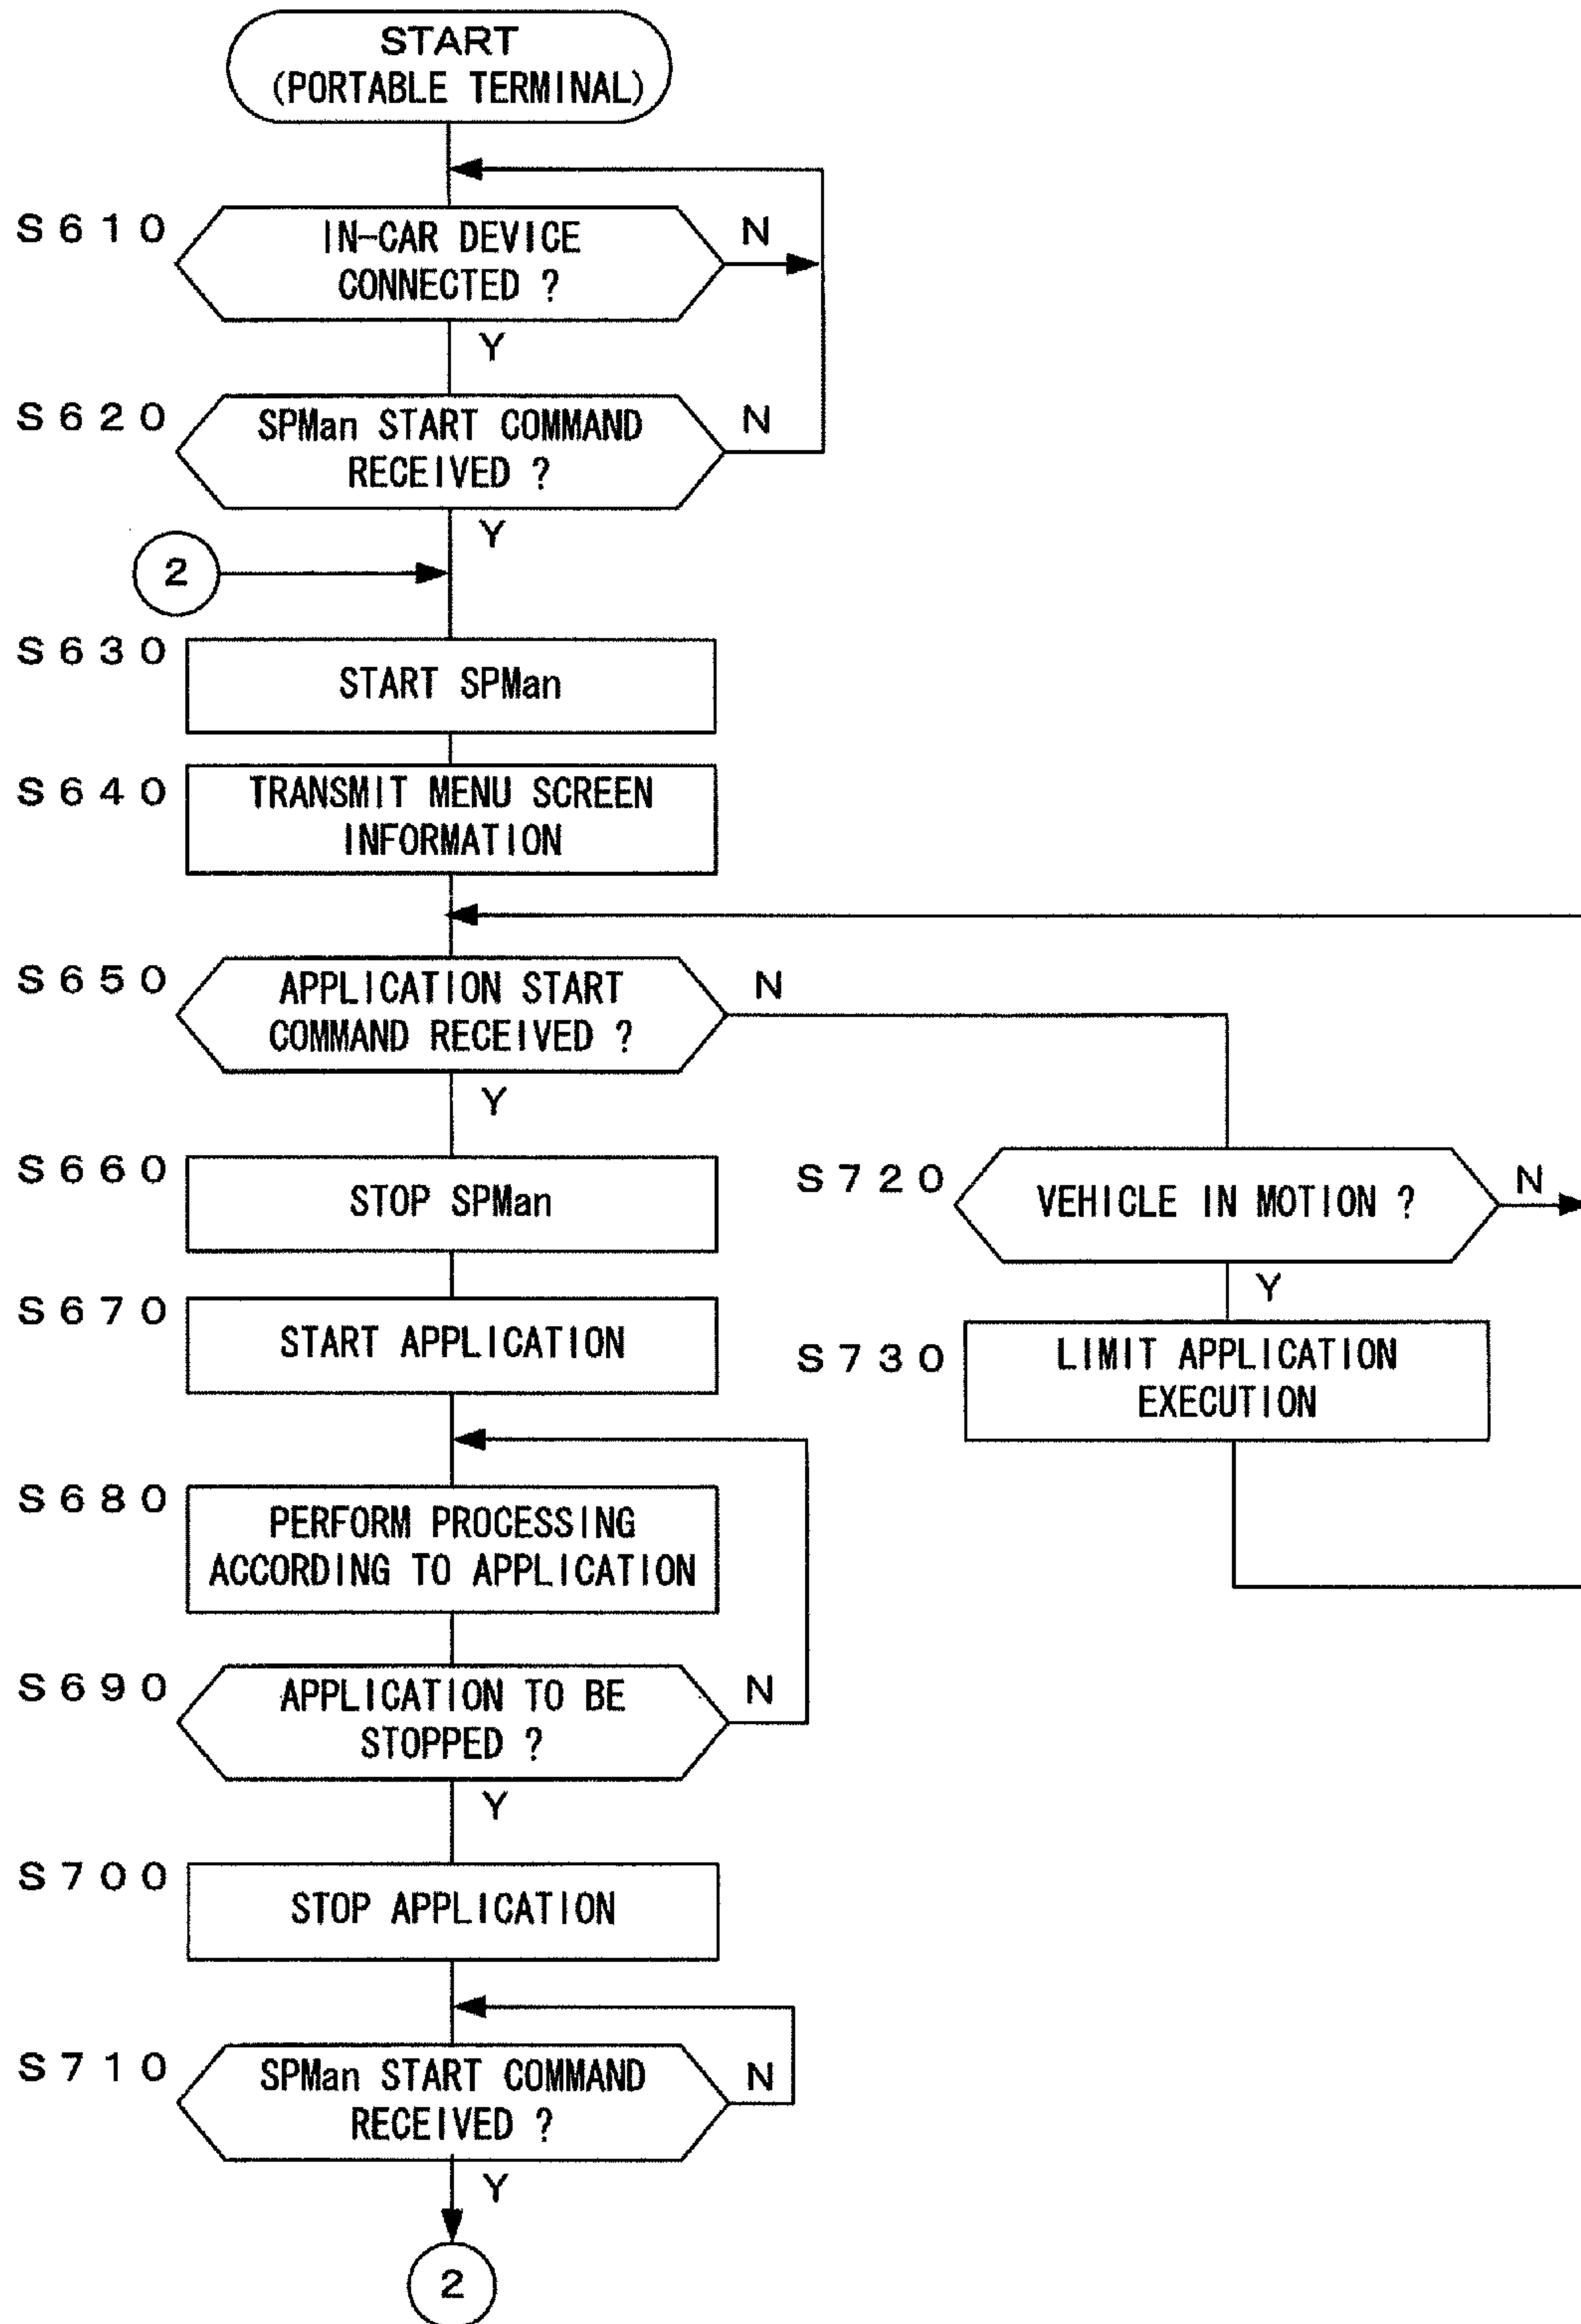 START
(PORTABLE TERMINAL)
S610
IN-CAR DEVICE
CONNECTED ?
N
Y
S620
SPMan START COMMAND
RECEIVED ?
N
Y
2
S630
START SPMan
S640
TRANSMIT MENU SCREEN
INFORMATION
S650
APPLICATION START
COMMAND RECEIVED ?
N
Y
S660
STOP SPMan
S720
VEHICLE IN MOTION ?
N
Y
S670
START APPLICATION
S730
LIMIT APPLICATION
EXECUTION
S680
PERFORM PROCESSING
ACCORDING TO APPLICATION
S690
APPLICATION TO BE
STOPPED ?
N
Y
S700
STOP APPLICATION
S710
SPMan START COMMAND
RECEIVED ?
N
Y
2